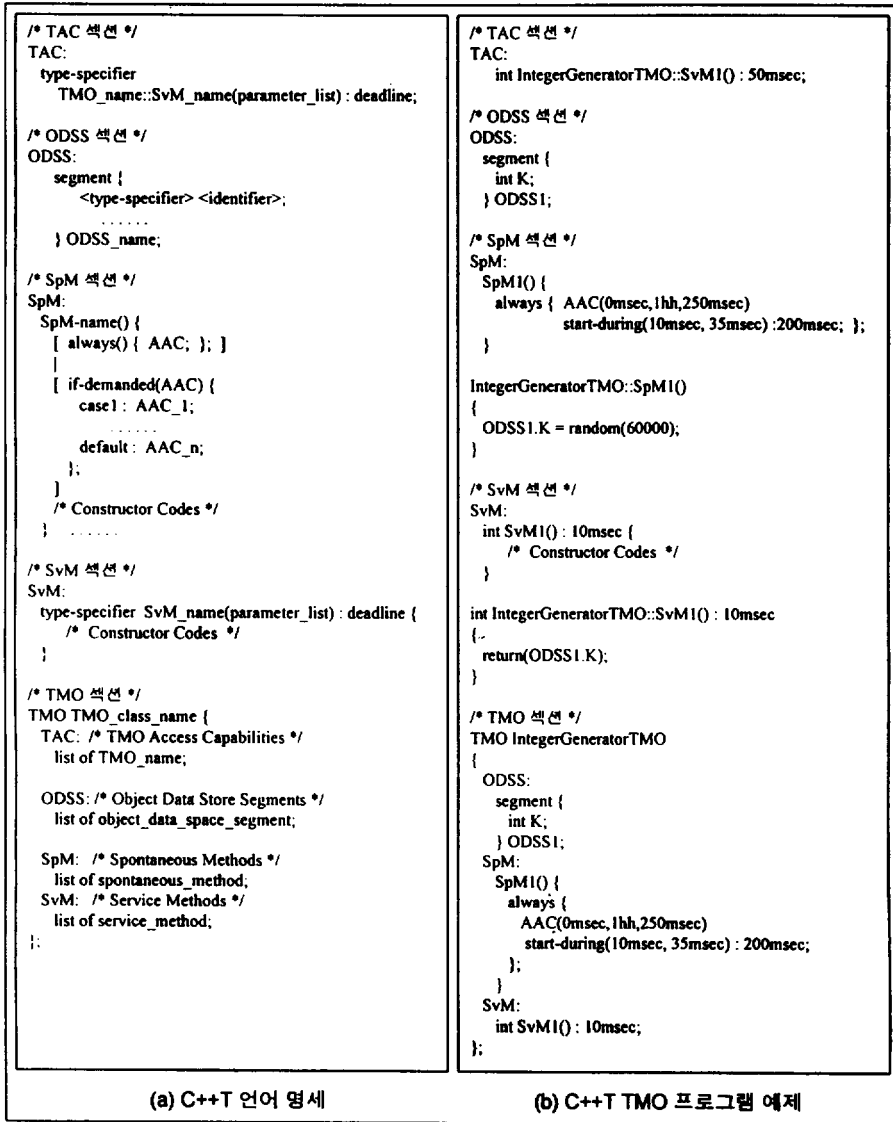 /* TAC 섹션 */
TAC:
type-specifier
TMO_name::SvM_name(parameter_list) : deadline;
/* ODSS 섹션 */
ODSS:
segment {
<type-specifier> <identifier>;
......
} ODSS_name;
/* SpM 섹션 */
SpM:
SpM-name() {
[ always() { AAC; }; ]
|
[ if-demanded(AAC) {
case1 : AAC_1;
......
default : AAC_n;
};
]
/* Constructor Codes */
} ......
/* SvM 섹션 */
SvM:
type-specifier SvM_name(parameter_list) : deadline {
/* Constructor Codes */
}
/* TMO 섹션 */
TMO TMO_class_name {
TAC: /* TMO Access Capabilities */
list of TMO_name;
ODSS: /* Object Data Store Segments */
list of object_data_space_segment;
SpM: /* Spontaneous Methods */
list of spontaneous_method;
SvM: /* Service Methods */
list of service_method;
};
(a) C++T 언어 명세
/* TAC 섹션 */
TAC:
int IntegerGeneratorTMO::SvM1() : 50msec;
/* ODSS 섹션 */
ODSS:
segment {
int K;
} ODSS1;
/* SpM 섹션 */
SpM:
SpM1() {
always { AAC(0msec,1hh,250msec)
start-during(10msec, 35msec) :200msec; };
}
IntegerGeneratorTMO::SpM1()
{
ODSS1.K = random(60000);
}
/* SvM 섹션 */
SvM:
int SvM1() : 10msec {
/* Constructor Codes */
}
int IntegerGeneratorTMO::SvM1() : 10msec
{
return(ODSS1.K);
}
/* TMO 섹션 */
TMO IntegerGeneratorTMO
{
ODSS:
segment {
int K;
} ODSS1;
SpM:
SpM1() {
always {
AAC(0msec,1hh,250msec)
start-during(10msec, 35msec) : 200msec;
};
}
SvM:
int SvM1() : 10msec;
};
(b) C++T TMO 프로그램 예제